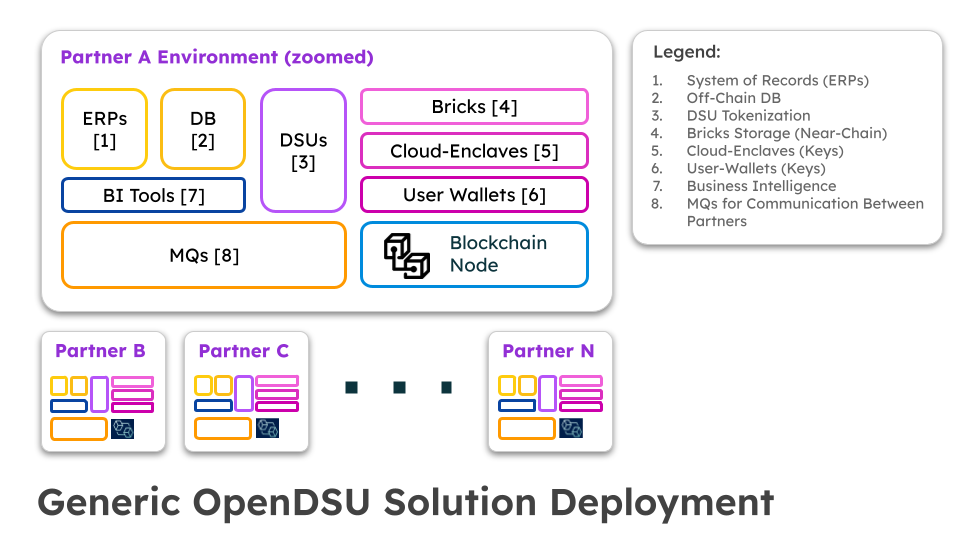 Partner A Environment (zoomed)
ERPs
[1]
DB
[2]
DSUs
[3]
Bricks [4]
Cloud-Enclaves [5]
User Wallets [6]
BI Tools [7]
MQs [8]
Blockchain
Node
Legend:
1. System of Records (ERPs)
2. Off-Chain DB
3. DSU Tokenization
4. Bricks Storage (Near-Chain)
5. Cloud-Enclaves (Keys)
6. User-Wallets (Keys)
7. Business Intelligence
8. MQs for Communication Between
Partners
Partner B
Partner C
Partner N
Generic OpenDSU Solution Deployment